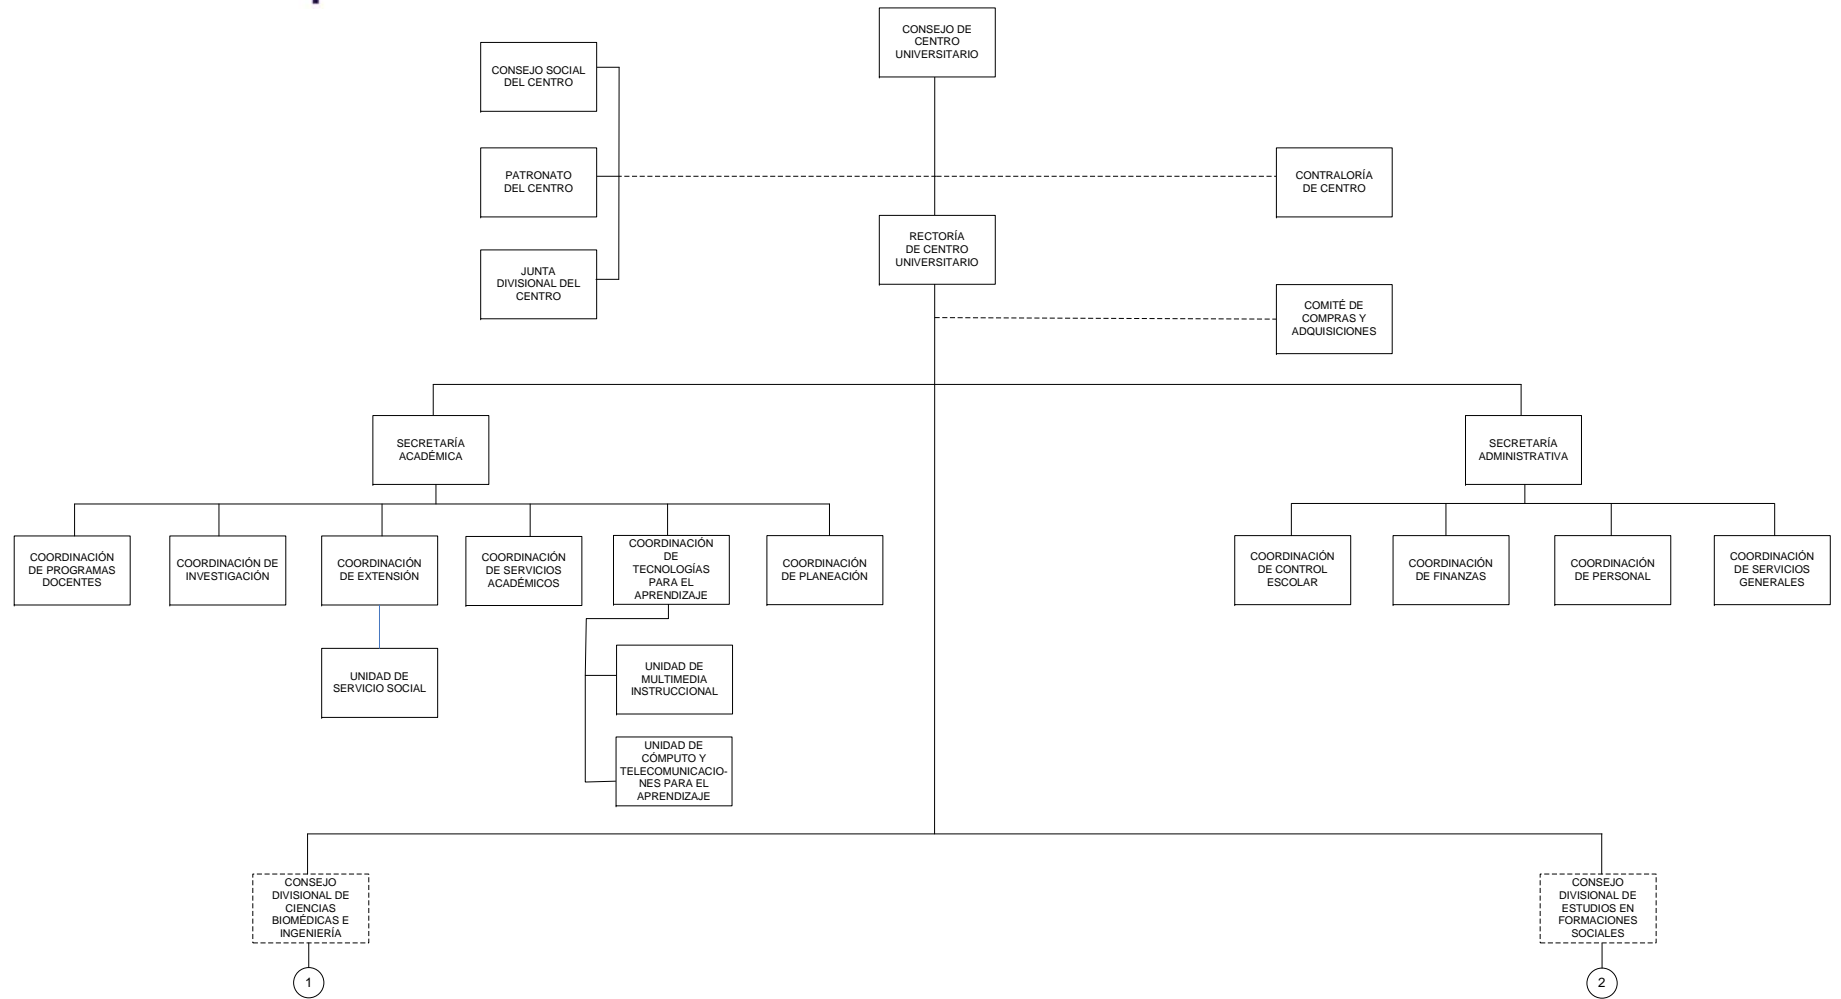 CONSEJO DE
CENTRO
UNIVERSITARIO
CONSEJO SOCIAL
DEL CENTRO
PATRONATO
DEL CENTRO
CONTRALORÍA
DE CENTRO
RECTORÍA
DE CENTRO
UNIVERSITARIO
JUNTA
DIVISIONAL DEL
CENTRO
COMITÉ DE
COMPRAS Y
ADQUISICIONES
SECRETARÍA
ACADÉMICA
SECRETARÍA
ADMINISTRATIVA
COORDINACIÓN
DE PROGRAMAS
DOCENTES
COORDINACIÓN DE
INVESTIGACIÓN
COORDINACIÓN
DE EXTENSIÓN
COORDINACIÓN
DE SERVICIOS
ACADÉMICOS
COORDINACIÓN
DE
TECNOLOGÍAS
PARA EL
APRENDIZAJE
COORDINACIÓN
DE PLANEACIÓN
COORDINACIÓN
DE CONTROL
ESCOLAR
COORDINACIÓN
DE FINANZAS
COORDINACIÓN
DE PERSONAL
COORDINACIÓN
DE SERVICIOS
GENERALES
UNIDAD DE
SERVICIO SOCIAL
UNIDAD DE
MULTIMEDIA
INSTRUCCIONAL
UNIDAD DE
CÓMPUTO Y
TELECOMUNICACIO-
NES PARA EL
APRENDIZAJE
CONSEJO
DIVISIONAL DE
CIENCIAS
BIOMÉDICAS E
INGENIERÍA
CONSEJO
DIVISIONAL DE
ESTUDIOS EN
FORMACIONES
SOCIALES
1
2